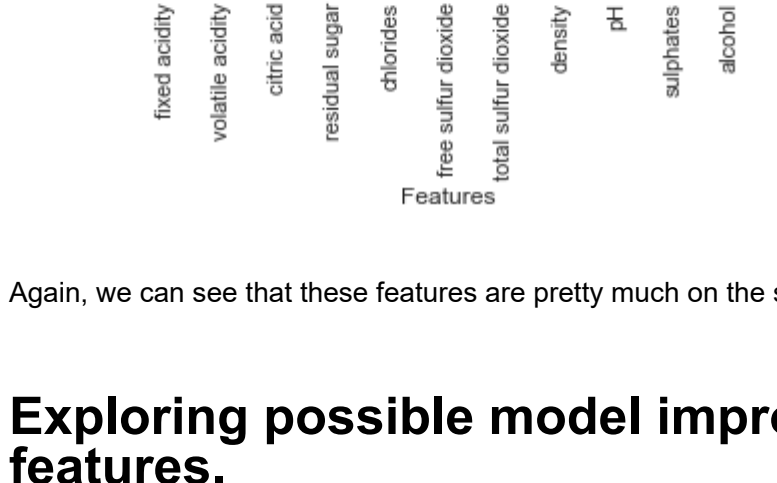 fixed acidity
volatile acidity
citric acid
residual sugar
chlorides
free sulfur dioxide
total sulfur dioxide
density
pH
sulphates
alcohol
Features
Again, we can see that these features are pretty much on the
Exploring possible model
features.